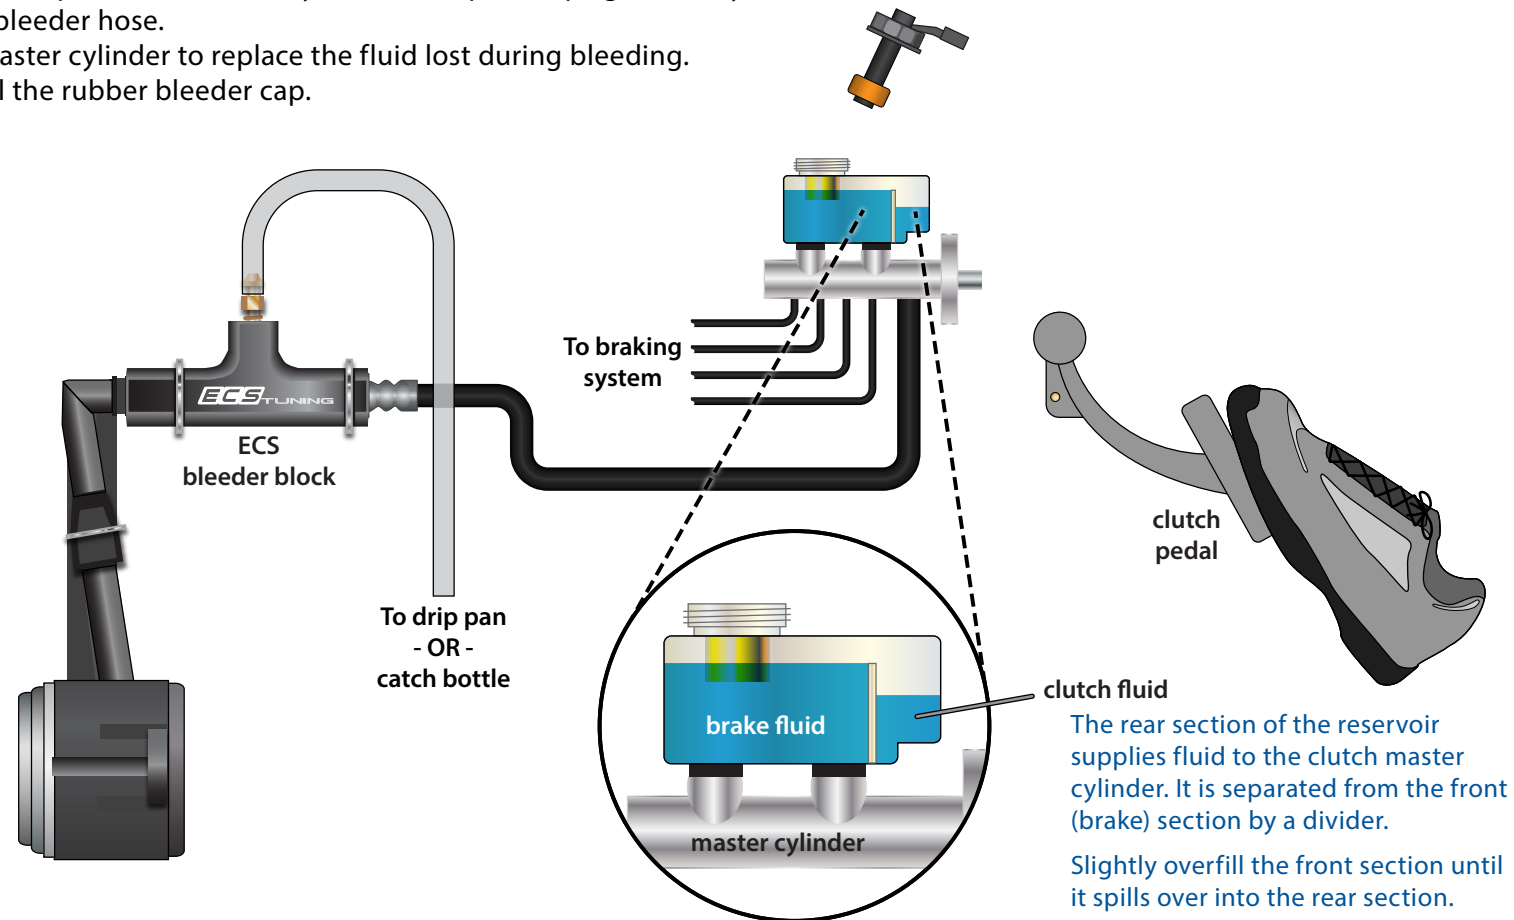 bleeder hose.
aster cylinder to replace the fluid lost during bleeding.
the rubber bleeder cap.
To braking
system
ECS
TUNING
ECS
bleeder block
clutch
pedal
To drip pan
- OR -
catch bottle
clutch fluid
brake fluid
The rear section of the reservoir
supplies fluid to the clutch master
cylinder. It is separated from the front
(brake) section by a divider.
master cylinder
Slightly overfill the front section until
it spills over into the rear section.